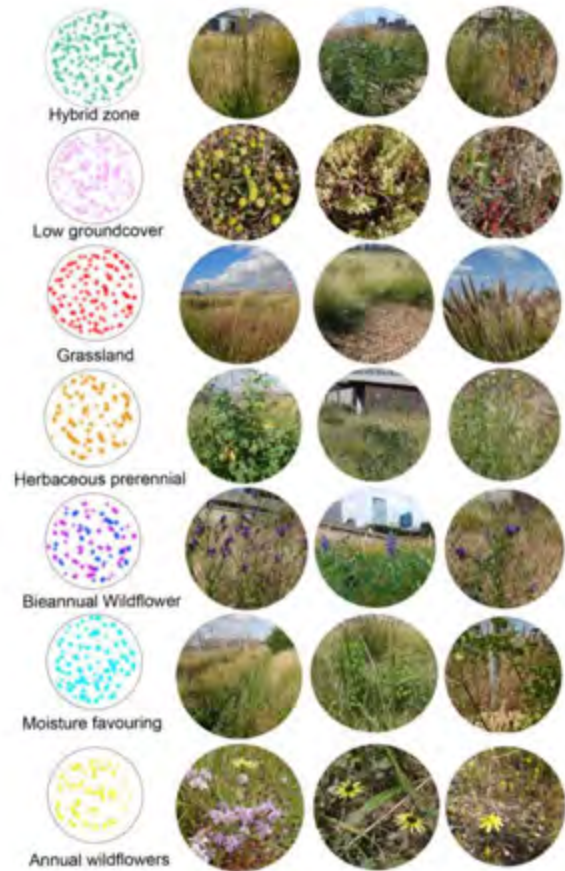 Hybrid zone
Low groundcover
Grassland
Herbaceous prerennial
Bieannual Wildflower
Moisture favouring
Annual wildflowers